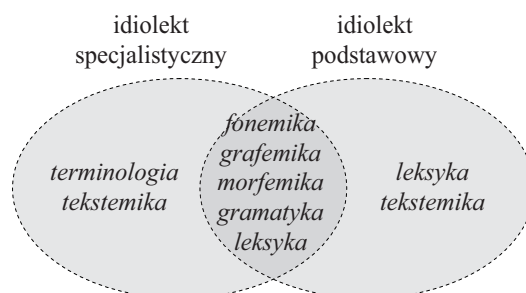 idiolekt
specjalistyczny
idiolekt
podstawowy
terminologia
tekstemika
fonemika
grafemika
morfemika
gramatyka
leksyka
leksyka
tekstemika